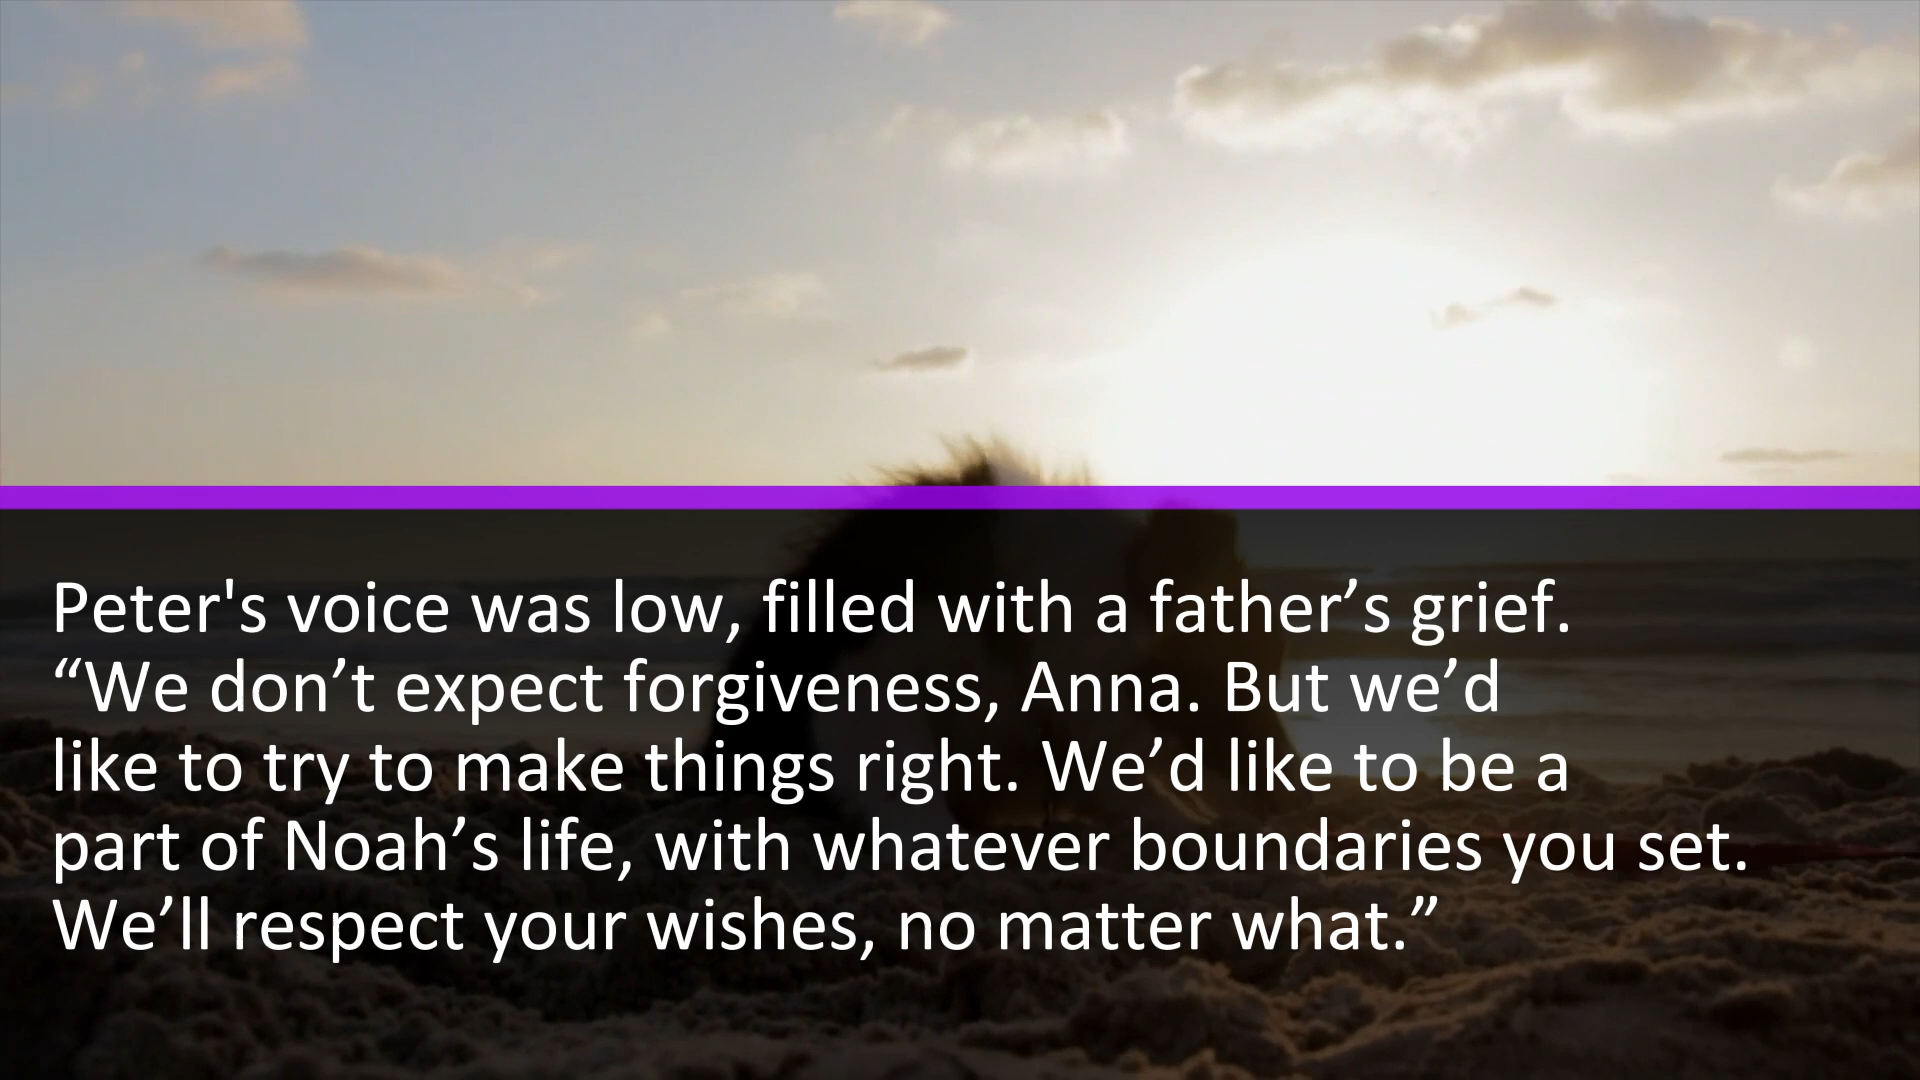 Peter's voice was low, filled with a father’s grief.
“We don’t expect forgiveness, Anna. But we’d
like to try to make things right. We’d like to be a
part of Noah’s life, with whatever boundaries you set.
We’ll respect your wishes, no matter what.”